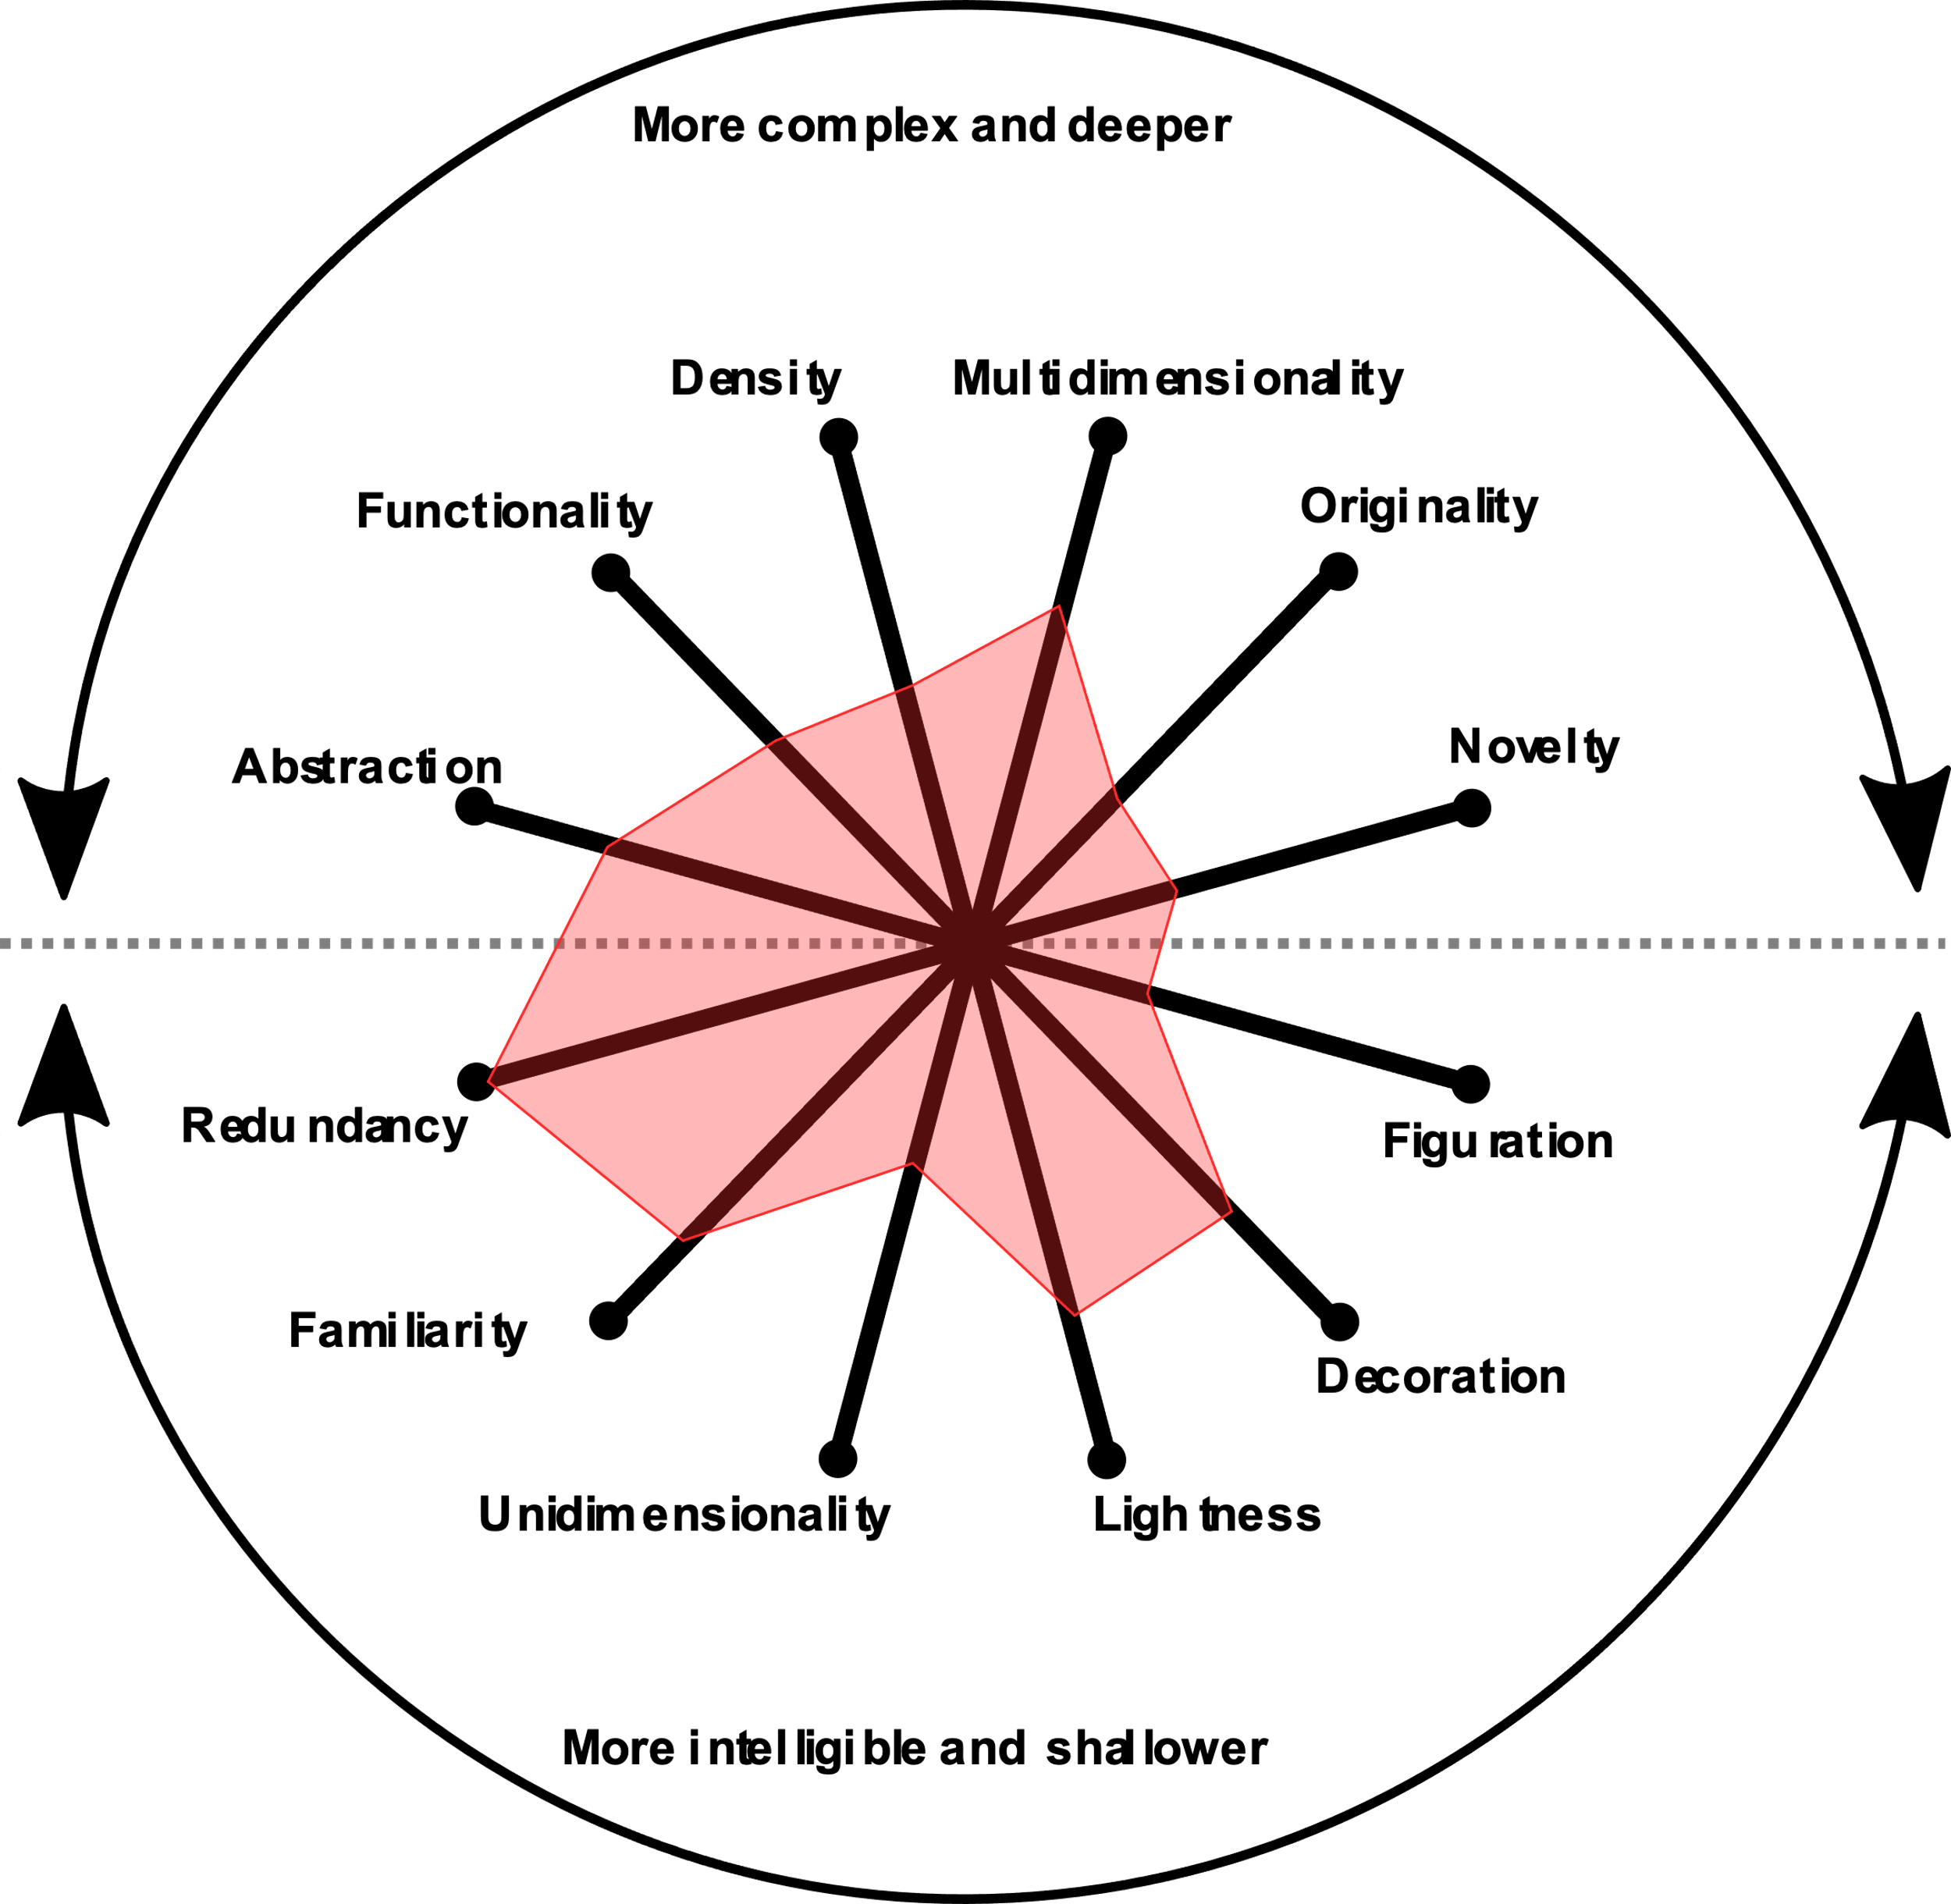 More complex and deeper
Density
Multidimensionality
Functionality
Originality
Abstraction
Novelty
Redundancy
Figuration
Familiarity
Decoration
Unidimensionality
Lightness
More intelligible and shallower